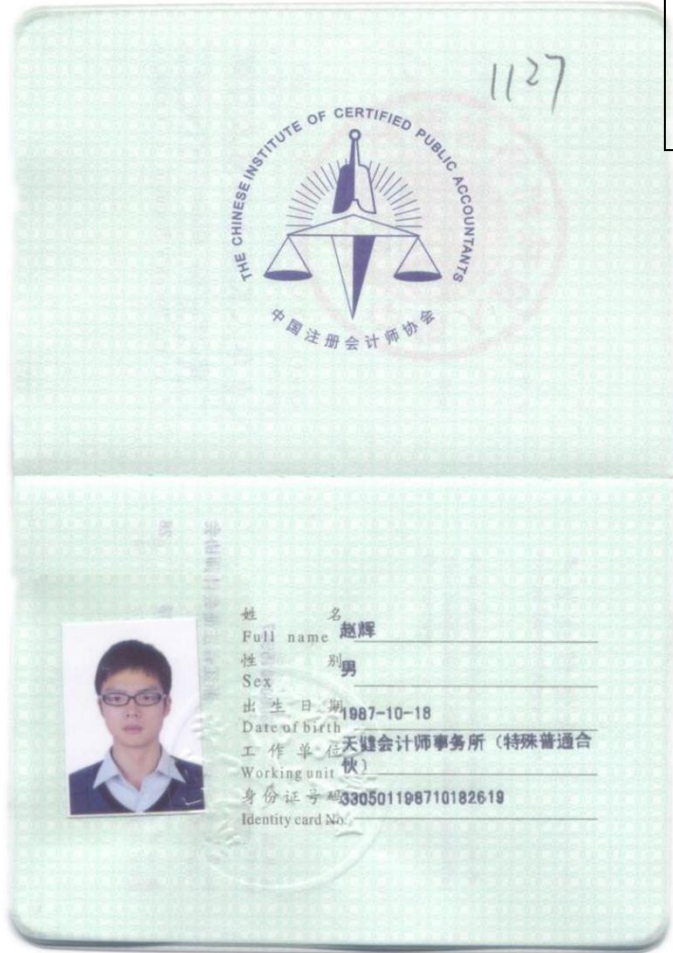 1127
THE CHINESE INSTITUTE OF CERTIFIED PUBLIC ACCOUNTANTS
中国注册会计师协会
姓 名 赵辉
Full name
性 别 男
Sex
出生日期 1987-10-18
Date of birth
工作单位 天健会计师事务所（特殊普通合
伙）
Working unit
身份证号码 330501198710182619
Identity card No.